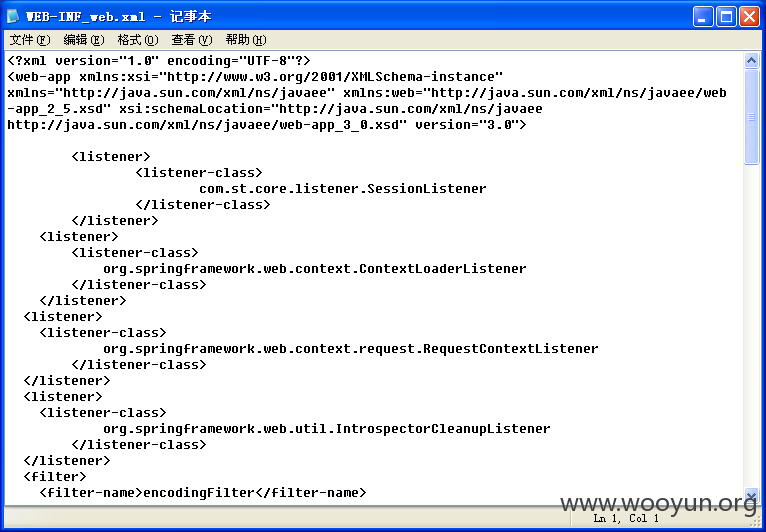 WEB-INF_web.xml - 记事本
文件(F) 编辑(E) 格式(O) 查看(V) 帮助(H)
<?xml version="1.0" encoding="UTF-8"?>
<web-app xmlns:xsi="http://www.w3.org/2001/XMLSchema-instance"
xmlns="http://java.sun.com/xml/ns/javaee" xmlns:web="http://java.sun.com/xml/ns/javaee/web
-app_2_5.xsd" xsi:schemaLocation="http://java.sun.com/xml/ns/javaee
http://java.sun.com/xml/ns/javaee/web-app_3_0.xsd" version="3.0">
<listener>
<listener-class>
com.st.core.listener.SessionListener
</listener-class>
</listener>
<listener>
<listener-class>
org.springframework.web.context.ContextLoaderListener
</listener-class>
</listener>
<listener>
<listener-class>
org.springframework.web.context.request.RequestContextListener
</listener-class>
</listener>
<listener>
<listener-class>
org.springframework.web.util.IntrospectorCleanupListener
</listener-class>
</listener>
<filter>
<filter-name>encodingFilter</filter-name>
www.wooyun.org
Ln 1, Col 1